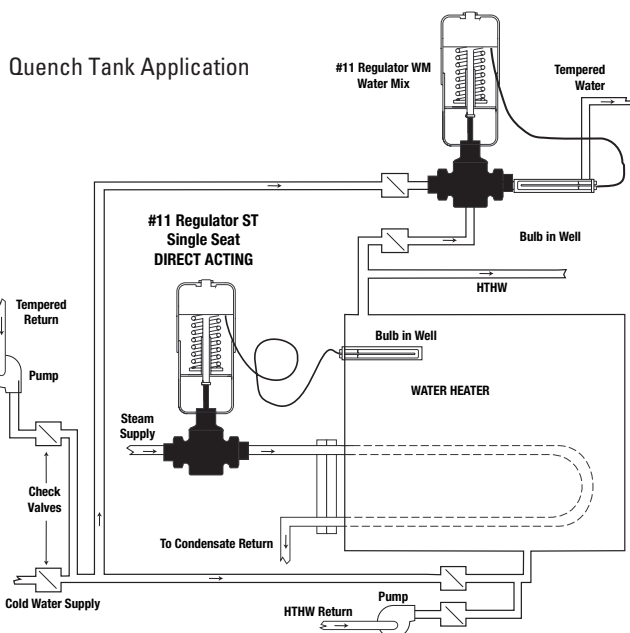 Quench Tank Application
#11 Regulator WM
Water Mix
Tempered
Water
#11 Regulator ST
Single Seat
DIRECT ACTING
Bulb in Well
HTHW
Tempered
Return
Bulb in Well
Pump
WATER HEATER
Steam
Supply
Check
Valves
To Condensate Return
Cold Water Supply
Pump
HTHW Return